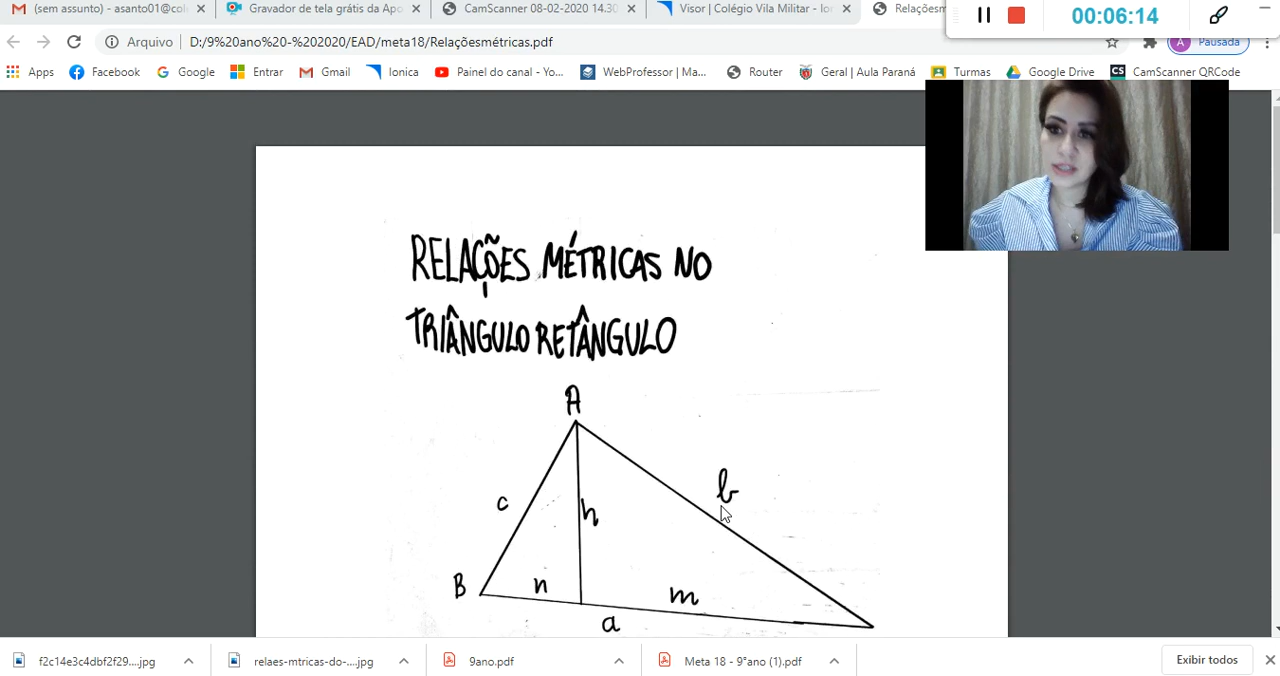 (sem assunto) - asanto01@col
Gravador de tela grátis da Apo
CamScanner 08-02-2020 14.30
Visor | Colégio Vila Militar - Ion
Relaçõesm
00:06:14
Arquivo
D:/9%20ano%20-%202020/EAD/meta18/Relaçõesmétricas.pdf
A
Pausada
Apps
Facebook
Google
Entrar
Gmail
Ionica
Painel do canal - Yo...
WebProfessor | Ma...
Router
Geral | Aula Paraná
Turmas
Google Drive
CS
CamScanner QRCode
RELAÇÕES MÉTRICAS NO
TRIÂNGULO RETÂNGULO
A
b
c
h
B
n
m
a
f2c14e3c4dbf2f29....jpg
relaes-mtricas-do-....jpg
9ano.pdf
Meta 18 - 9°ano (1).pdf
Exibir todos